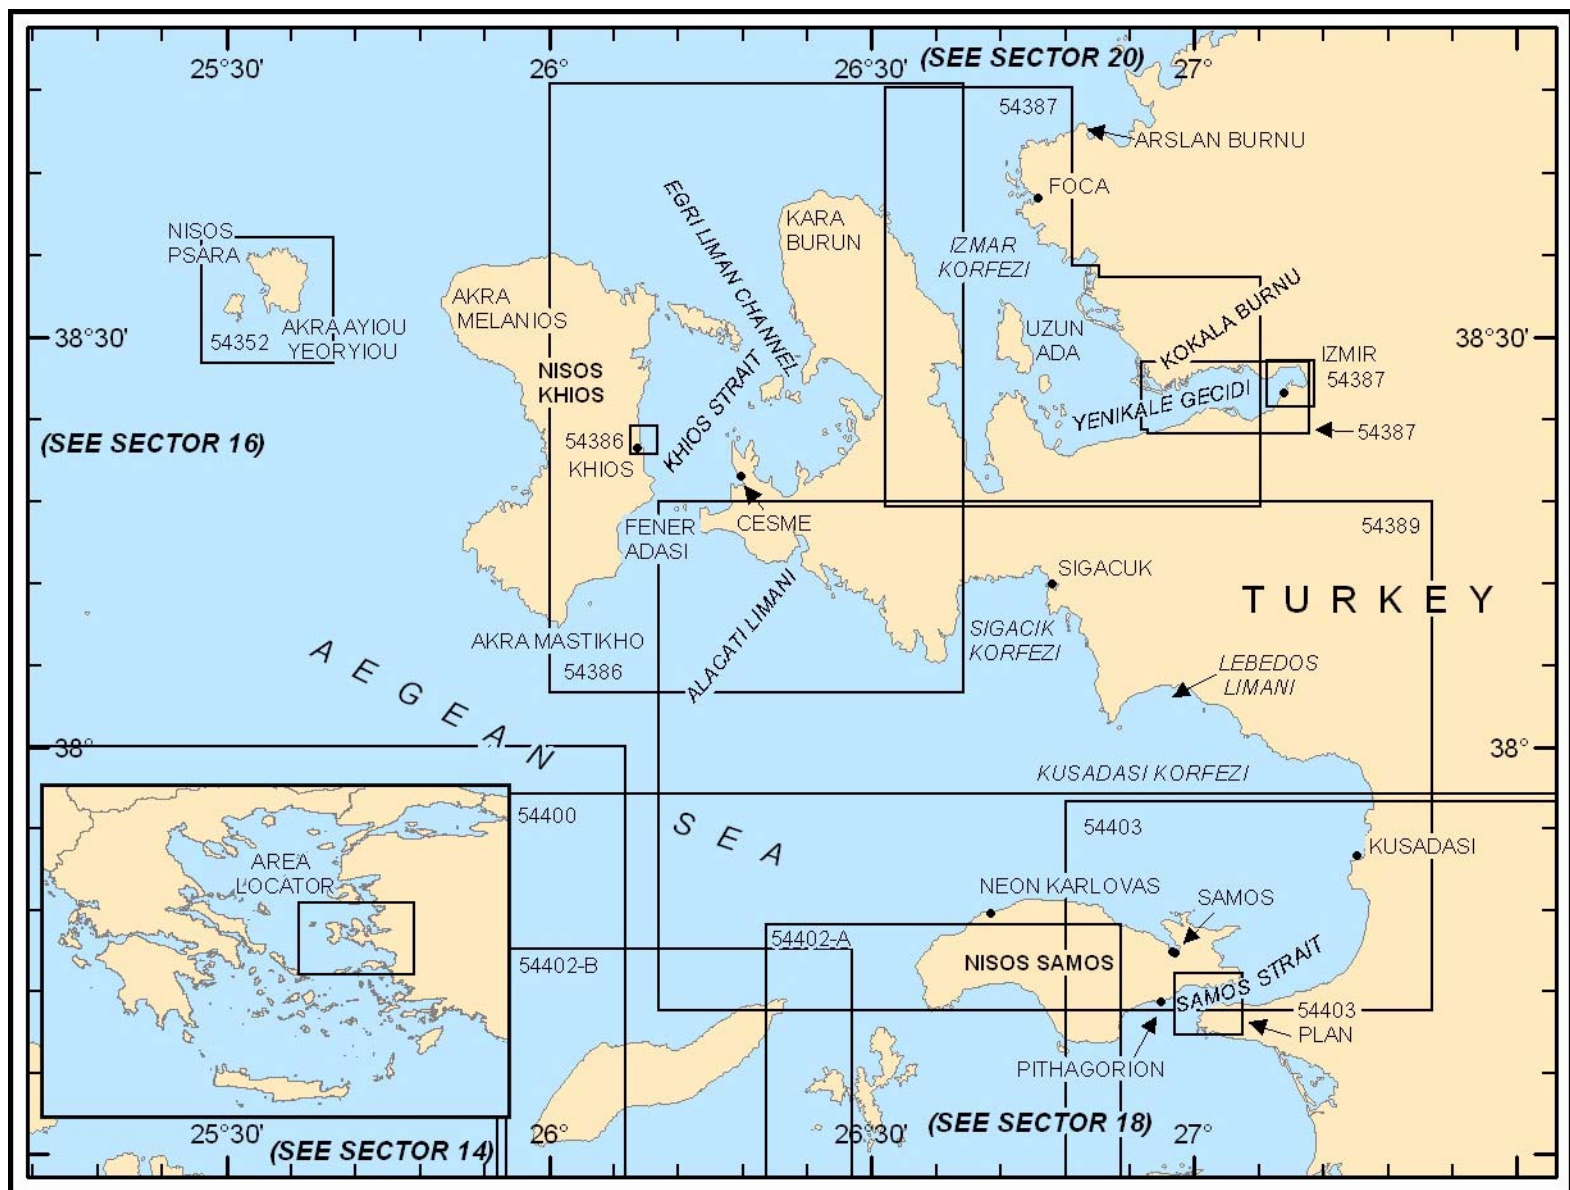 (SEE SECTOR 20)
25°30'
26°
26°30'
27°
54387
ARSLAN BURNU
FOCA
EGRI LIMAN CHANNEL
KARA
BURUN
NISOS
PSARA
IZMAR
KORFEZI
AKRA
MELANIOS
KOKALA BURNU
54352
AKRA AYIOU
YEORYIOU
38°30'
38°30'
UZUN
ADA
IZMIR
54387
NISOS
KHIOS
KHIOS STRAIT
YENIKALE GECIDI
54387
(SEE SECTOR 16)
54386
KHIOS
FENER
ADASI
CESME
54389
SIGACUK
TURKEY
ALACATI LIMANI
AKRA MASTIKHO
54386
SIGACIK
KORFEZI
LEBEDOS
LIMANI
AEGEAN
SEA
38°
38°
KUSADASI KORFEZI
54400
54403
KUSADASI
AREA
LOCATOR
NEON KARLOVAS
SAMOS
54402-A
54402-B
NISOS SAMOS
SAMOS STRAIT
54403
PLAN
PITHAGORION
(SEE SECTOR 18)
25°30'
26°
26°30'
27°
(SEE SECTOR 14)